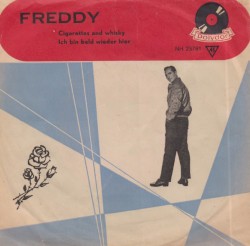 FREDDY
Cigarettes and whisky
Ich bin bald wieder hier
Polydor